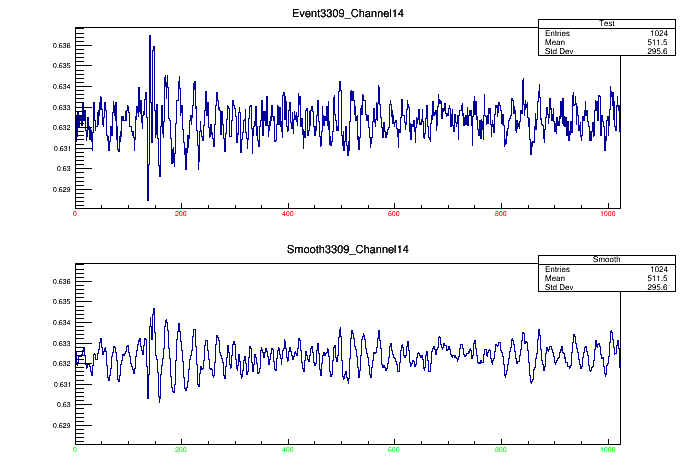 Event3309_Channel14
Test
Entries 1024
Mean 511.5
Std Dev 295.6
0.636
0.635
0.634
0.633
0.632
0.631
0.63
0.629
0 200 400 600 800 1000
Smooth3309_Channel14
Smooth
Entries 1024
Mean 511.5
Std Dev 295.6
0.636
0.635
0.634
0.633
0.632
0.631
0.63
0.629
0 200 400 600 800 1000